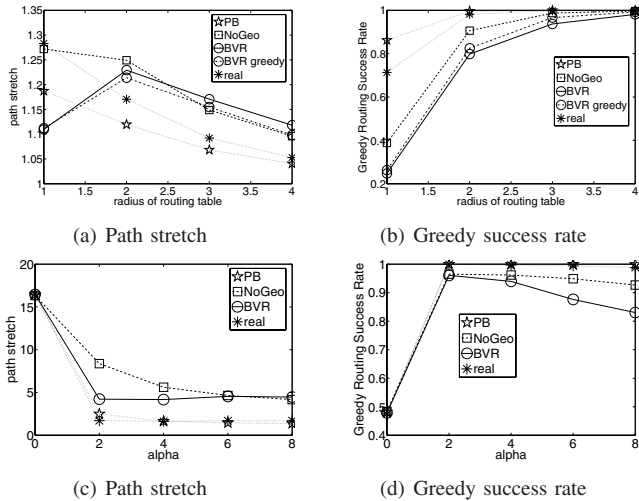 path stretch
1.35
1.3
1.25
1.2
1.15
1.1
1.05
1
1 1.5 2 2.5 3 3.5 4
radius of routing table
PB
NoGeo
BVR
BVR greedy
real
(a) Path stretch
Greedy Routing Success Rate
1
0.8
0.6
0.4
0.2
1 1.5 2 2.5 3 3.5 4
radius of routing table
PB
NoGeo
BVR
BVR greedy
real
(b) Greedy success rate
path stretch
20
15
10
5
0
0 2 4 6 8
alpha
PB
NoGeo
BVR
real
(c) Path stretch
Greedy Routing Success Rate
1
0.9
0.8
0.7
0.6
0.5
0.4
0 2 4 6 8
alpha
PB
NoGeo
BVR
real
(d) Greedy success rate